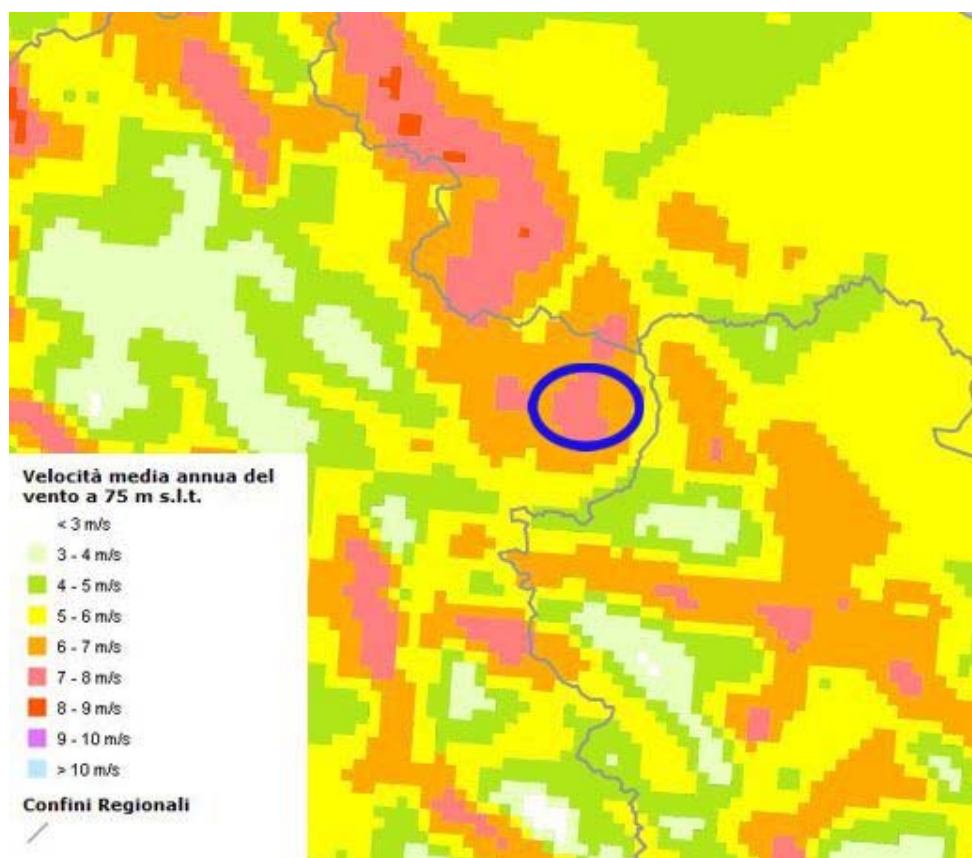 Velocità media annua del
vento a 75 m s.l.t.
< 3 m/s
3 - 4 m/s
4 - 5 m/s
5 - 6 m/s
6 - 7 m/s
7 - 8 m/s
8 - 9 m/s
9 - 10 m/s
> 10 m/s
Confini Regionali